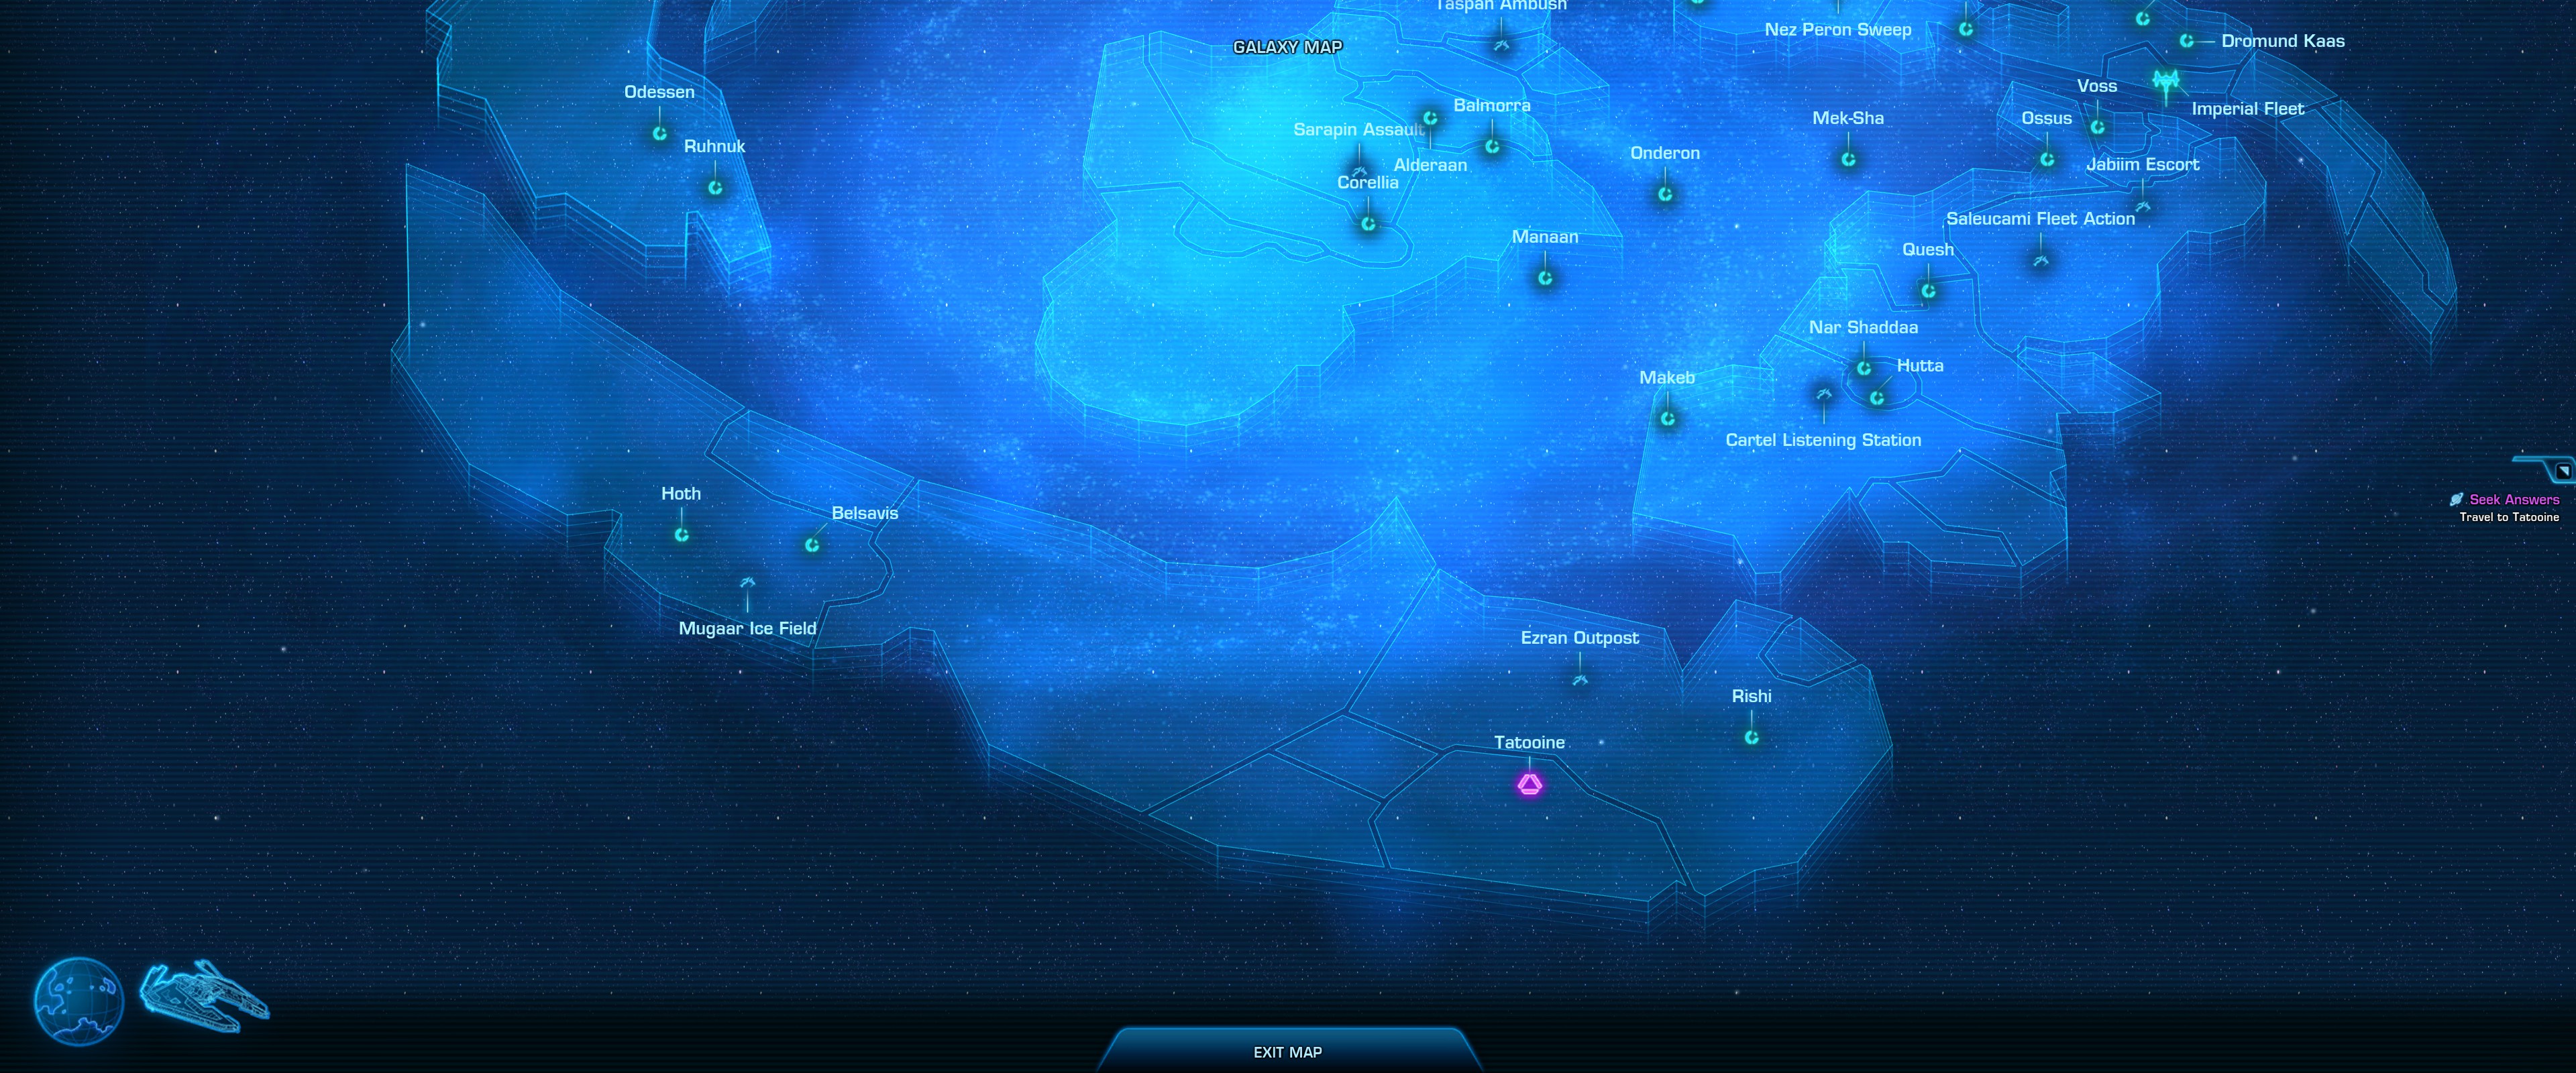 Taspan Ambush
Nez Peron Sweep
GALAXY MAP
Dromund Kaas
Odessen
Voss
Balmorra
Imperial Fleet
Mek-Sha
Ossus
Sarapin Assault
Ruhnuk
Onderon
Alderaan
Jabiim Escort
Corellia
Saleucami Fleet Action
Manaan
Quesh
Nar Shaddaa
Hutta
Makeb
Cartel Listening Station
Hoth
Seek Answers
Belsavis
Travel to Tatooine
Mugaar Ice Field
Ezran Outpost
Rishi
Tatooine
EXIT MAP